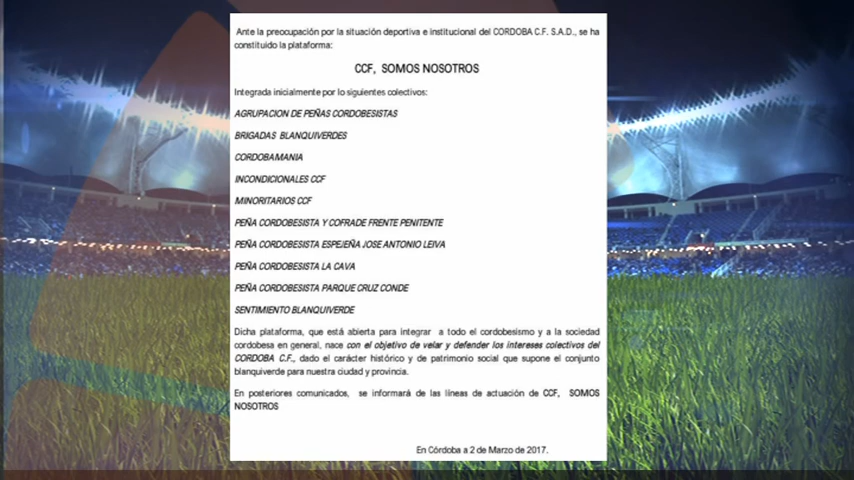 Ante la preocupación por la situación deportiva e institucional del CORDOBA C.F. S.A.D., se ha
constituido la plataforma:
CCF, SOMOS NOSOTROS
Integrada inicialmente por lo siguientes colectivos:
AGRUPACION DE PEÑAS CORDOBESISTAS
BRIGADAS BLANQUIVERDES
CORDOBAMANIA
INCONDICIONALES CCF
MINORITARIOS CCF
PEÑA CORDOBESISTA Y COFRADE FRENTE PENITENTE
PEÑA CORDOBESISTA ESPEJEÑA JOSE ANTONIO LEIVA
PEÑA CORDOBESISTA LA CAVA
PEÑA CORDOBESISTA PARQUE CRUZ CONDE
SENTIMIENTO BLANQUIVERDE
Dicha plataforma, que está abierta para integrar a todo el cordobesismo y a la sociedad
cordobesa en general, nace con el objetivo de velar y defender los intereses colectivos del
CORDOBA C.F., dado el carácter histórico y de patrimonio social que supone el conjunto
blanquiverde para nuestra ciudad y provincia.
En posteriores comunicados, se informará de las líneas de actuación de CCF, SOMOS
NOSOTROS
En Córdoba a 2 de Marzo de 2017.